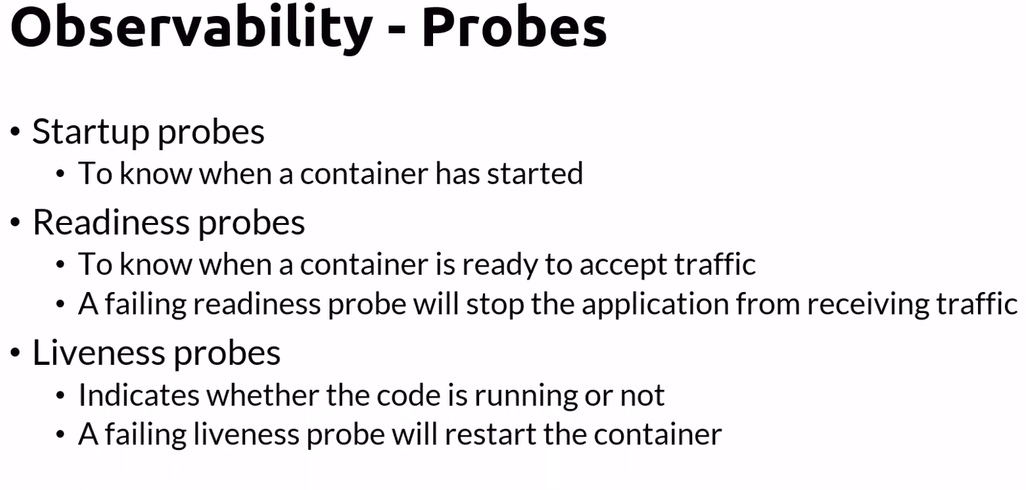 Observability - Probes
• Startup probes
• To know when a container has started
• Readiness probes
• To know when a container is ready to accept traffic
• A failing readiness probe will stop the application from receiving traffic
• Liveness probes
• Indicates whether the code is running or not
• A failing liveness probe will restart the container